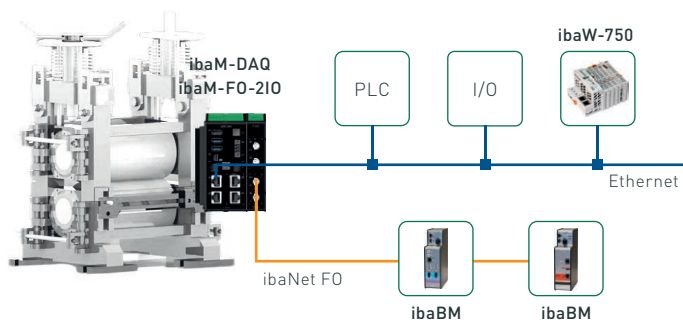 ibaW-750
ibaM-DAQ
ibaM-FO-2IO
PLC
I/O
Ethernet
ibaNet FO
ibaBM
ibaBM